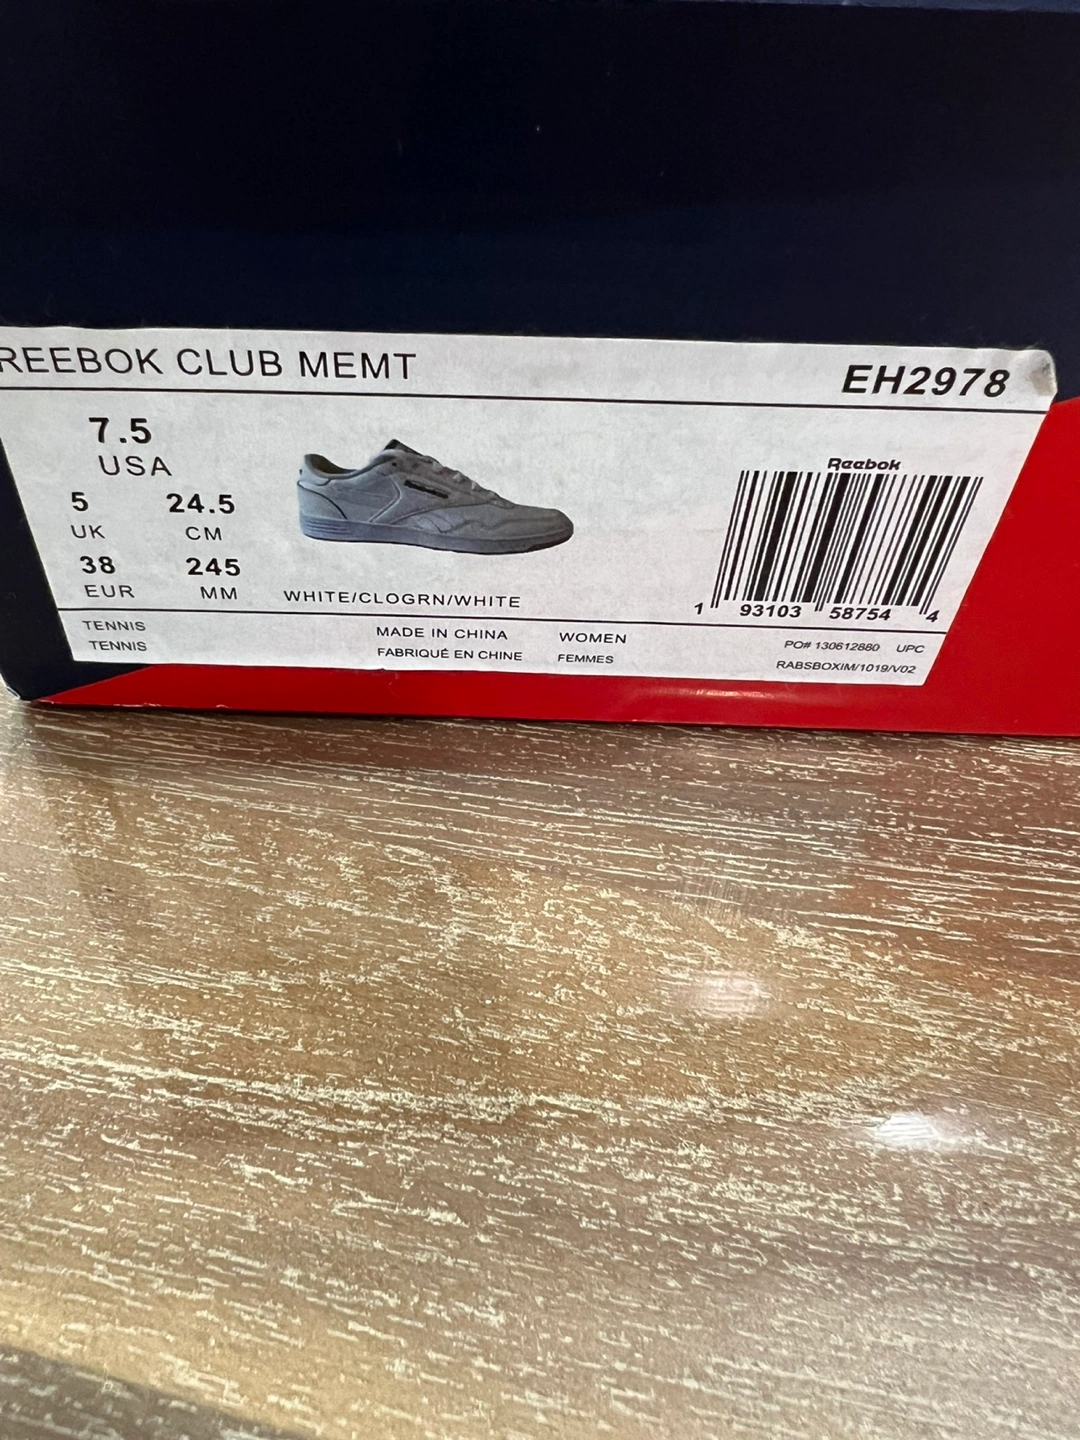 REEBOK CLUB MEMT
EH2978
7.5
USA
5 24.5
UK CM
38 245
EUR MM
WHITE/CLOGRN/WHITE
Reebok
1 93103 58754 4
TENNIS MADE IN CHINA WOMEN
TENNIS FABRIQUÉ EN CHINE FEMMES
PO# 130612880 UPC
RABSBOXIM/1019/V02